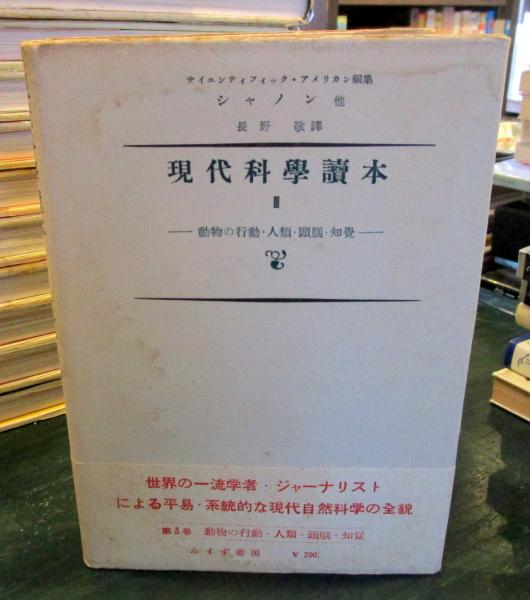 サイエンティフィック・アメリカン編集
シャノン 他
長野 敬譯
現代科學讀本
Ⅲ
― 動物の行動・人類・頭脳・知覺 ―
世界の一流学者・ジャーナリスト
による平易・系統的な現代自然科学の全貌
第3巻 動物の行動・人類・頭脳・知覚
みすず書房 ¥200.